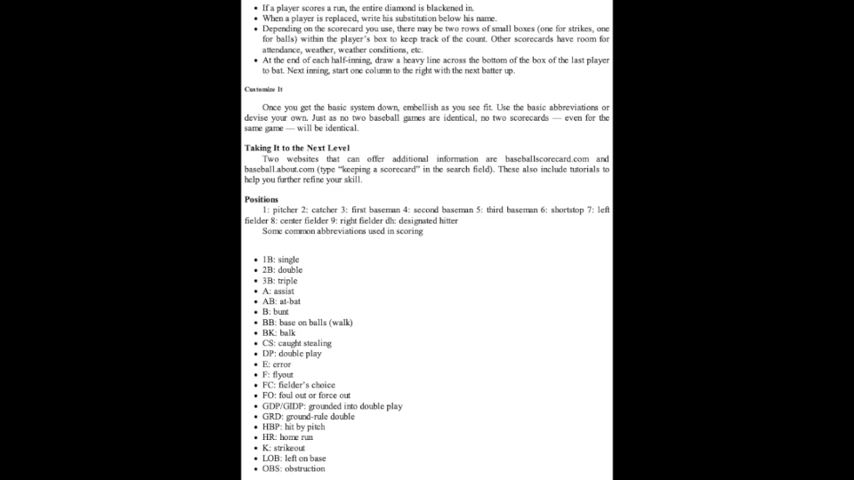 • If a player scores a run, the entire diamond is blackened in.
• When a player is replaced, write his substitution below his name.
• Depending on the scorecard you use, there may be two rows of small boxes (one for strikes, one
for balls) within the player's box to keep track of the count. Other scorecards have room for
attendance, weather, weather conditions, etc.
• At the end of each half-inning, draw a heavy line across the bottom of the box of the last player
to bat. Next inning, start one column to the right with the next batter up.
Customize It
Once you get the basic system down, embellish as you see fit. Use the basic abbreviations or
devise your own. Just as no two baseball games are identical, no two scorecards — even for the
same game — will be identical.
Taking It to the Next Level
Two websites that can offer additional information are baseballscorecard.com and
baseball.about.com (type “keeping a scorecard” in the search field). These also include tutorials to
help you further refine your skill.
Positions
1: pitcher 2: catcher 3: first baseman 4: second baseman 5: third baseman 6: shortstop 7: left
fielder 8: center fielder 9: right fielder dh: designated hitter
Some common abbreviations used in scoring
• 1B: single
• 2B: double
• 3B: triple
• A: assist
• AB: at-bat
• B: bunt
• BB: base on balls (walk)
• BK: balk
• CS: caught stealing
• DP: double play
• E: error
• F: flyout
• FC: fielder's choice
• FO: foul out or force out
• GDP/GIDP: grounded into double play
• GRD: ground-rule double
• HBP: hit by pitch
• HR: home run
• K: strikeout
• LOB: left on base
• OBS: obstruction